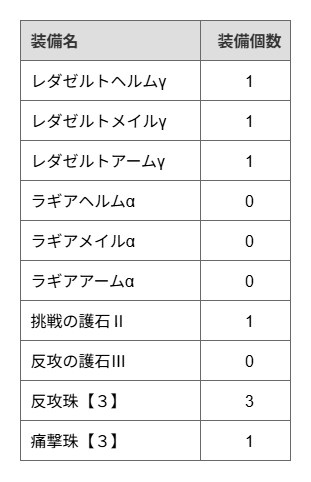 装備名 装備個数
レダゼルトヘルムγ 1
レダゼルトメイルγ 1
レダゼルトアームγ 1
ラギアヘルムα 0
ラギアメイルα 0
ラギアアームα 0
挑戦の護石Ⅱ 1
反攻の護石Ⅲ 0
反攻珠【３】 3
痛撃珠【３】 1